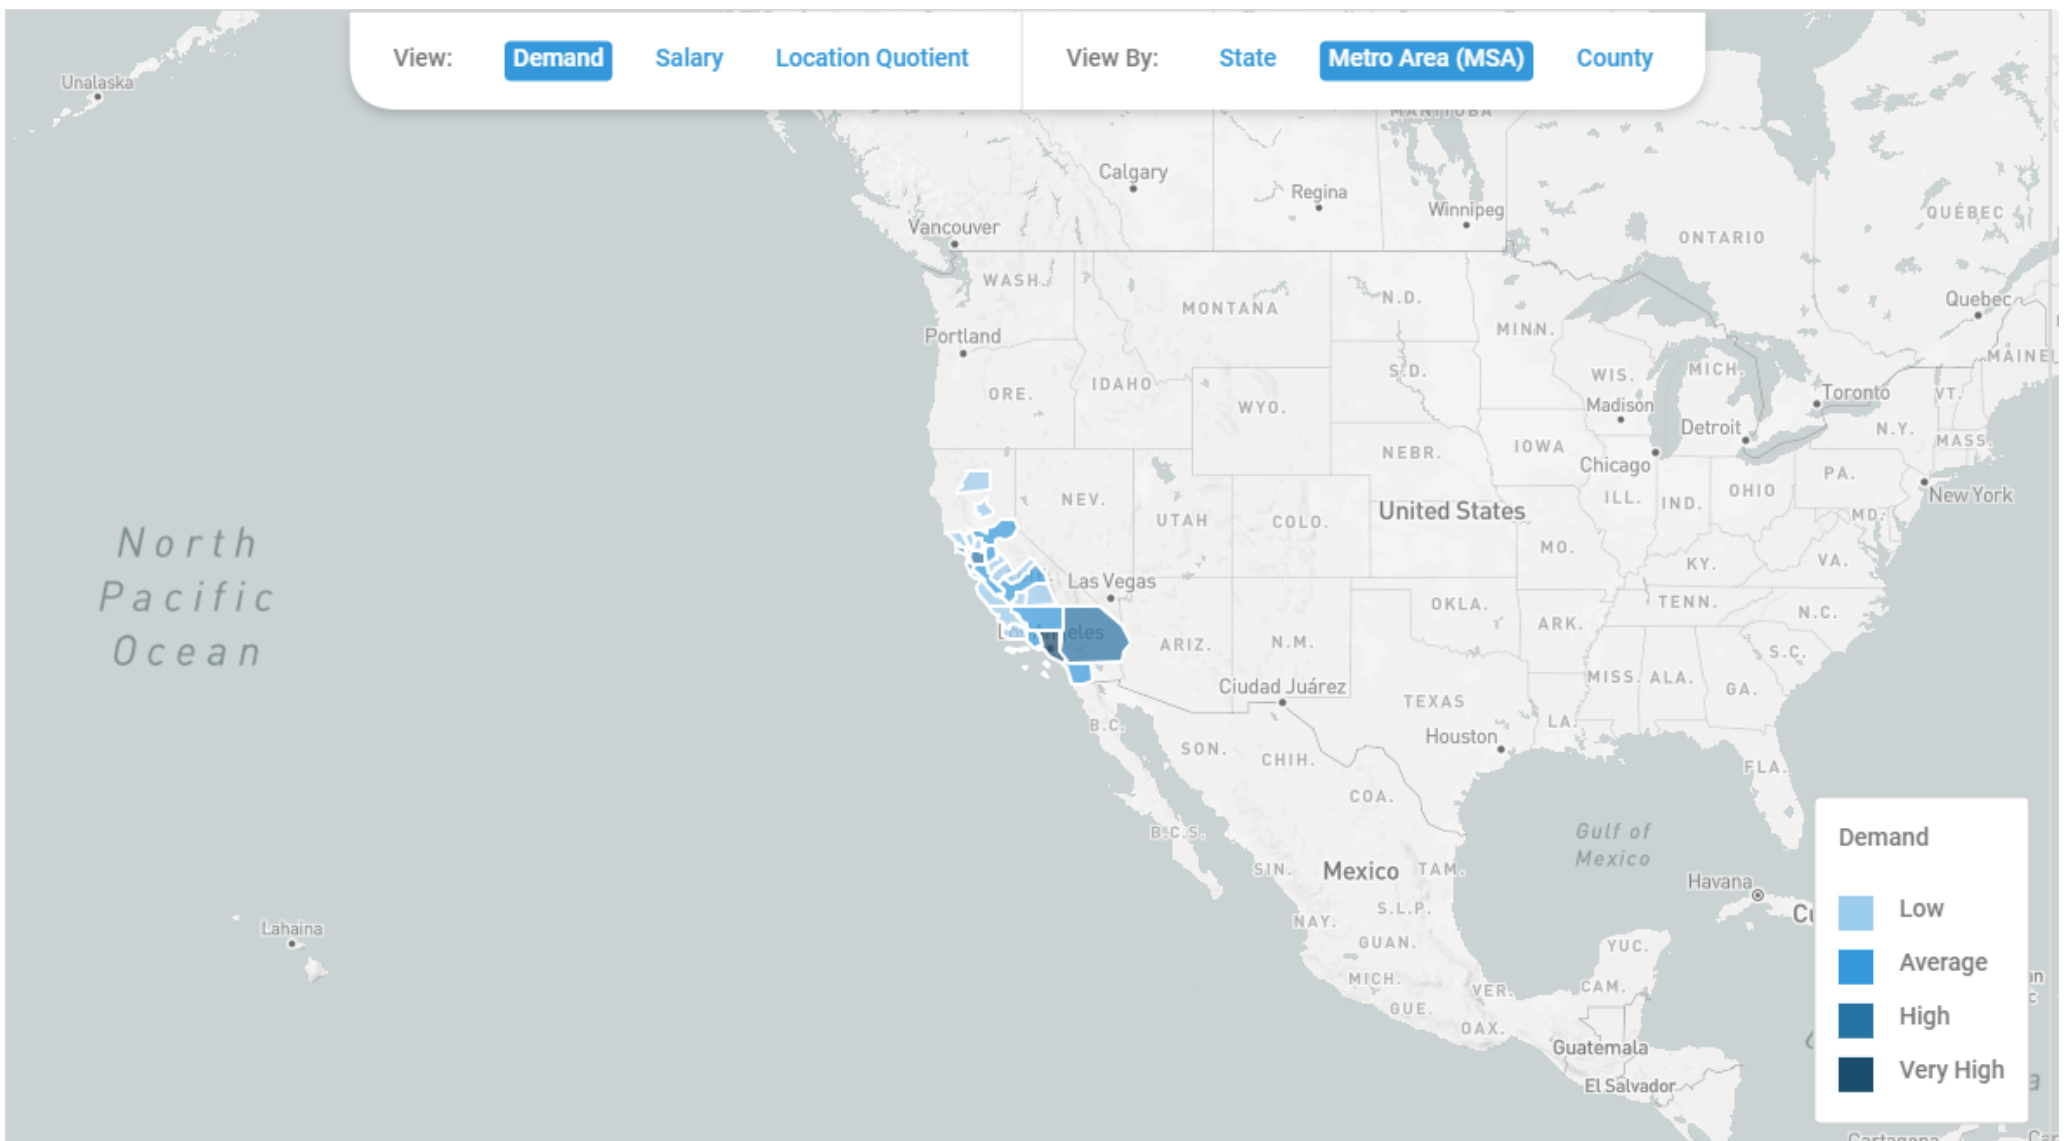 View: Demand Salary Location Quotient View By: State Metro Area (MSA) County
Unalaska
MANITOBA
Calgary
Regina
Winnipeg
Vancouver
QUÉBEC
ONTARIO
WASH.
MONTANA
N.D.
Quebec
MINN.
Portland
MAINE
ORE.
IDAHO
S.D.
WIS.
MICH.
Toronto
VT.
WYO.
Madison
Detroit
N.Y.
MASS.
NEBR.
IOWA
Chicago
PA.
NEV.
ILL.
IND.
OHIO
New York
United States
UTAH
COLO.
MD.
North
Pacific
Ocean
MO.
KY.
VA.
Las Vegas
OKLA.
TENN.
N.C.
ARK.
Los Angeles
ARIZ.
N.M.
S.C.
MISS.
ALA.
GA.
Ciudad Juárez
TEXAS
LA.
B.C.
Houston
SON.
CHIH.
FLA.
COA.
B.C.S.
Gulf of
Mexico
SIN.
Mexico
TAM.
Havana
NAY.
S.L.P.
Lahaina
GUAN.
YUC.
MICH.
VER.
CAM.
GUE.
OAX.
Guatemala
El Salvador
Demand
Low
Average
High
Very High